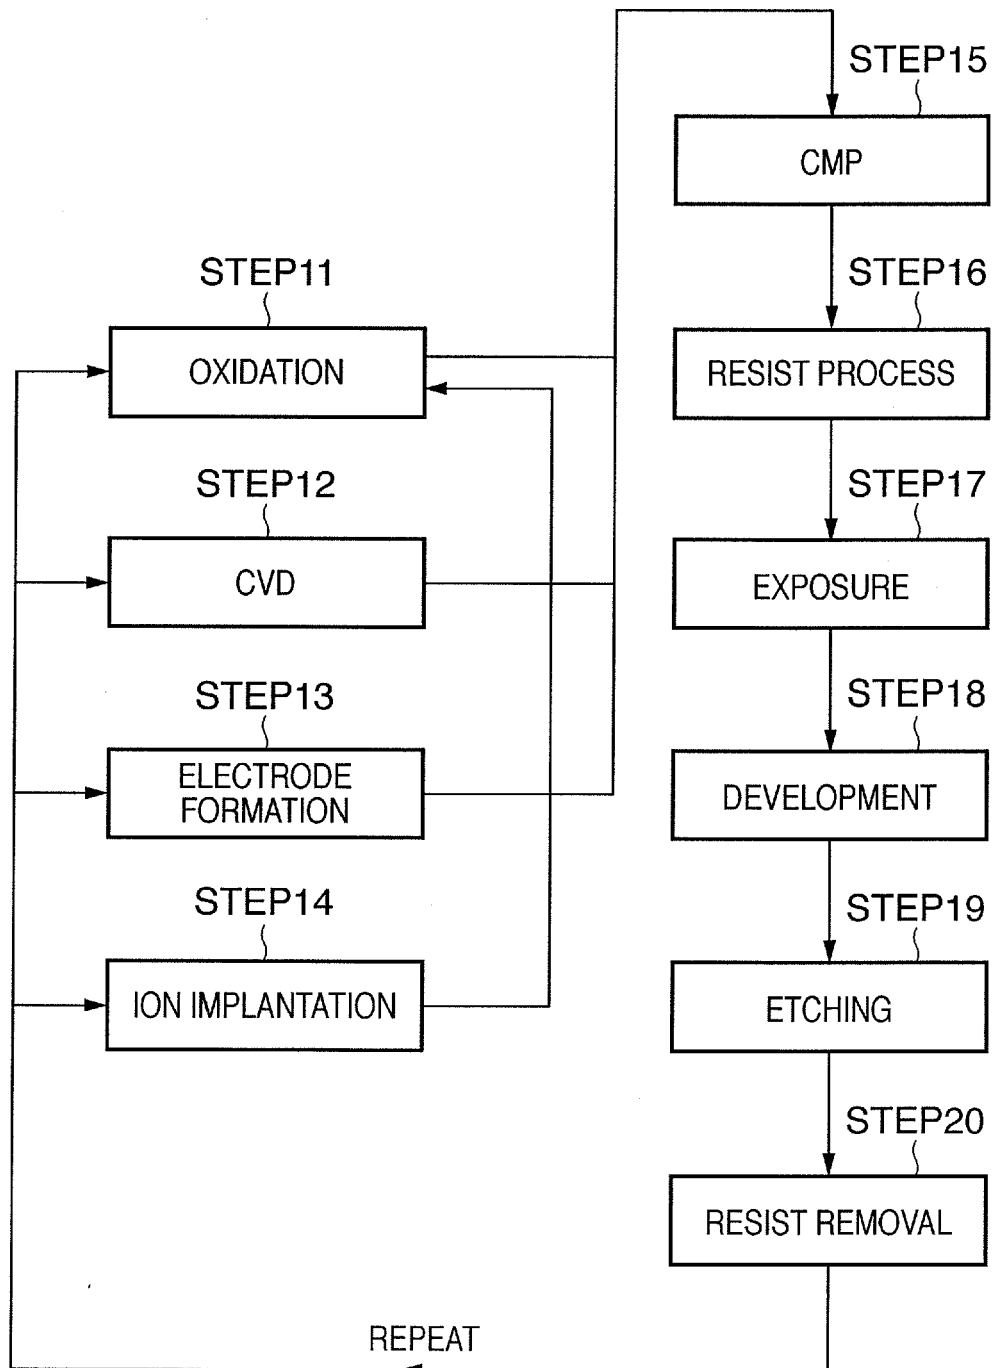 STEP11
OXIDATION
STEP12
CVD
STEP13
ELECTRODE
FORMATION
STEP14
ION IMPLANTATION
STEP15
CMP
STEP16
RESIST PROCESS
STEP17
EXPOSURE
STEP18
DEVELOPMENT
STEP19
ETCHING
STEP20
RESIST REMOVAL
REPEAT